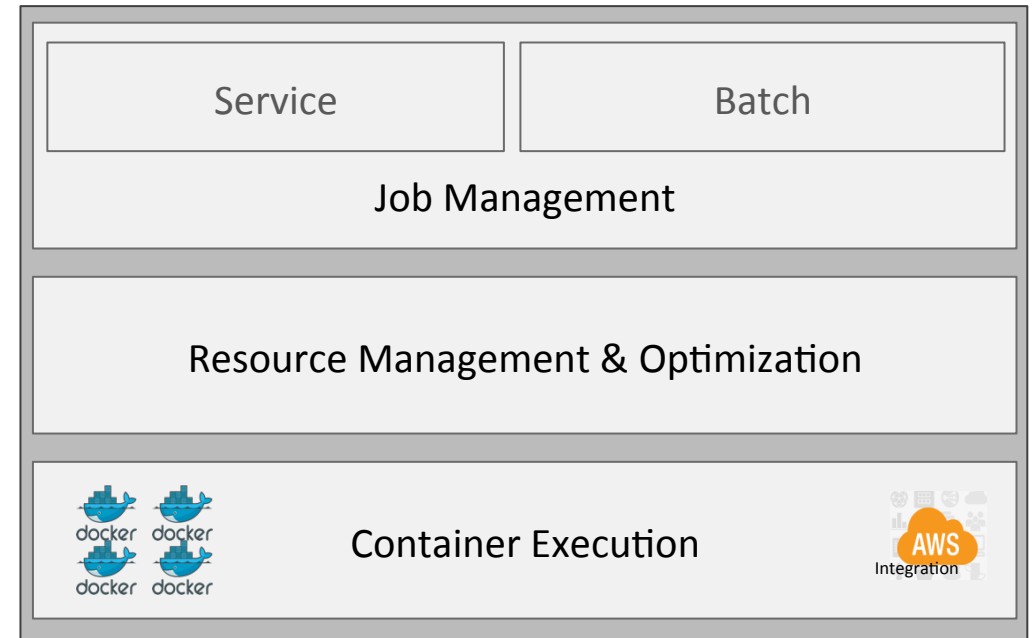 Service
Batch
Job Management
Resource Management & Optimization
docker docker
docker docker
Container Execution
AWS
Integration